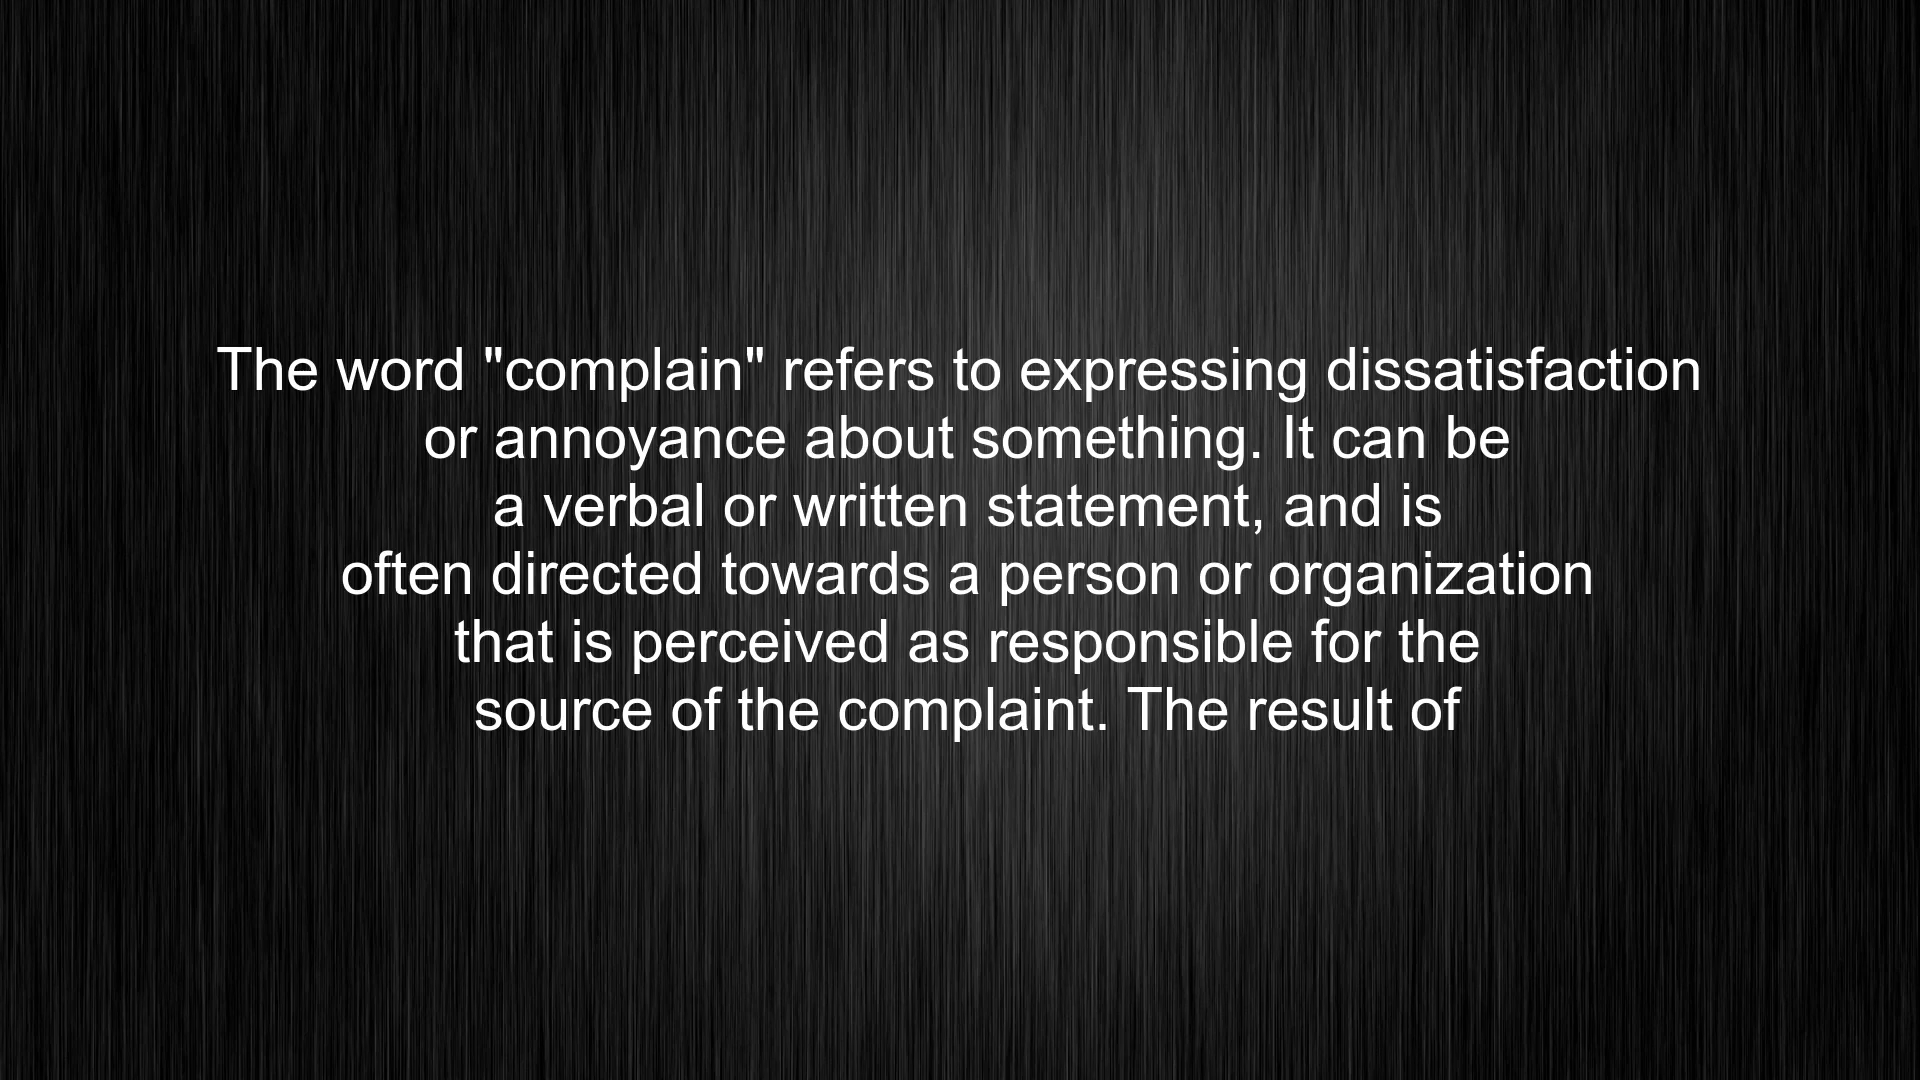 The word "complain" refers to expressing dissatisfaction
or annoyance about something. It can be
a verbal or written statement, and is
often directed towards a person or organization
that is perceived as responsible for the
source of the complaint. The result of